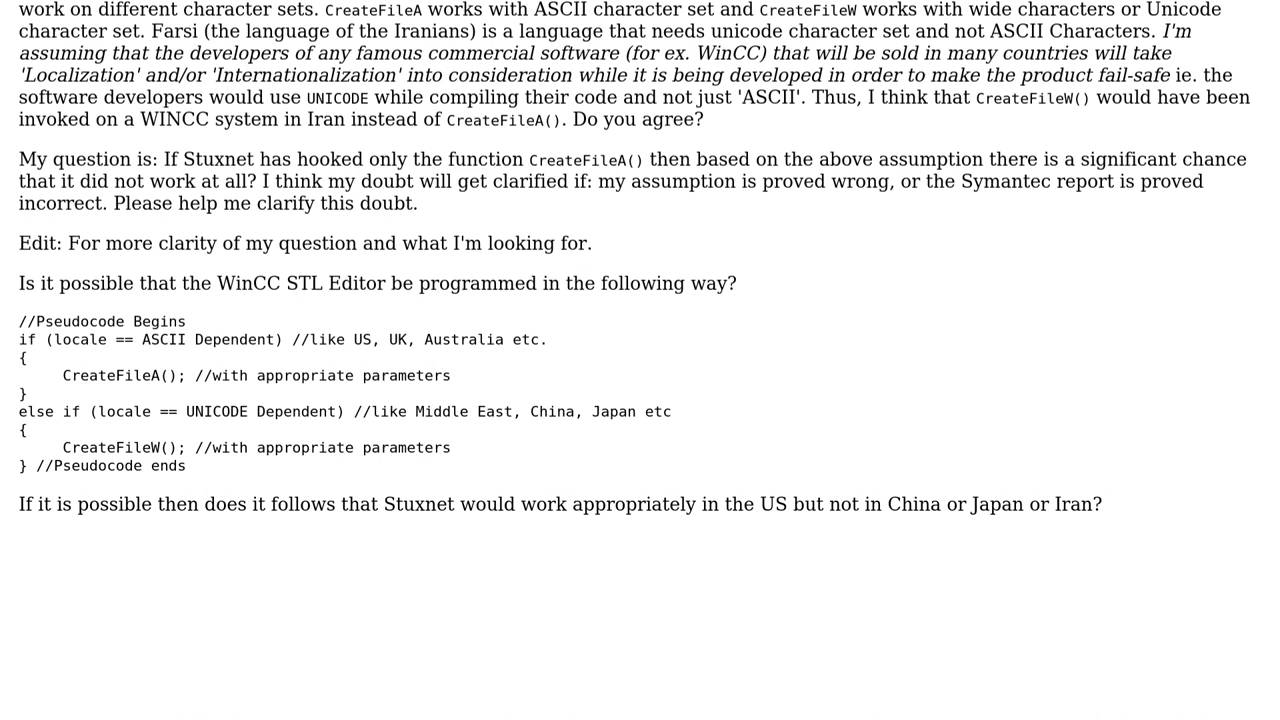 work on different character sets. CreateFileA works with ASCII character set and CreateFileW works with wide characters or Unicode
character set. Farsi (the language of the Iranians) is a language that needs unicode character set and not ASCII Characters. I'm
assuming that the developers of any famous commercial software (for ex. WinCC) that will be sold in many countries will take
'Localization' and/or 'Internationalization' into consideration while it is being developed in order to make the product fail-safe ie. the
software developers would use UNICODE while compiling their code and not just 'ASCII'. Thus, I think that CreateFileW() would have been
invoked on a WINCC system in Iran instead of CreateFileA(). Do you agree?
My question is: If Stuxnet has hooked only the function CreateFileA() then based on the above assumption there is a significant chance
that it did not work at all? I think my doubt will get clarified if: my assumption is proved wrong, or the Symantec report is proved
incorrect. Please help me clarify this doubt.
Edit: For more clarity of my question and what I'm looking for.
Is it possible that the WinCC STL Editor be programmed in the following way?
//Pseudocode Begins
if (locale == ASCII Dependent) //like US, UK, Australia etc.
{
     CreateFileA(); //with appropriate parameters
}
else if (locale == UNICODE Dependent) //like Middle East, China, Japan etc
{
     CreateFileW(); //with appropriate parameters
} //Pseudocode ends
If it is possible then does it follows that Stuxnet would work appropriately in the US but not in China or Japan or Iran?